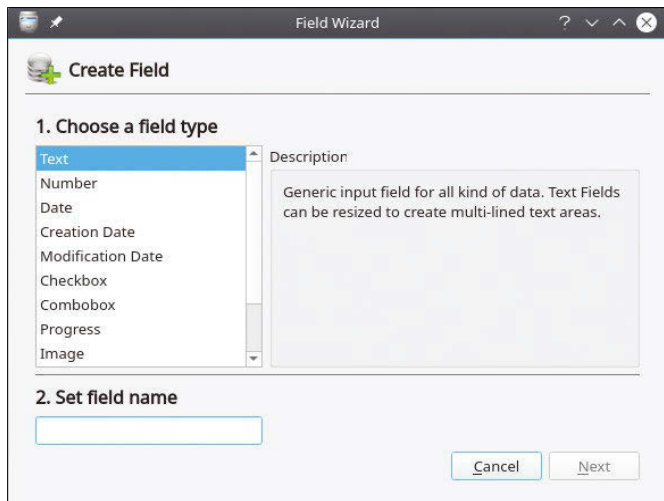 Field Wizard
Create Field
1. Choose a field type
Text
Number
Date
Creation Date
Modification Date
Checkbox
Combobox
Progress
Image
Description
Generic input field for all kind of data. Text Fields
can be resized to create multi-lined text areas.
2. Set field name
Cancel
Next